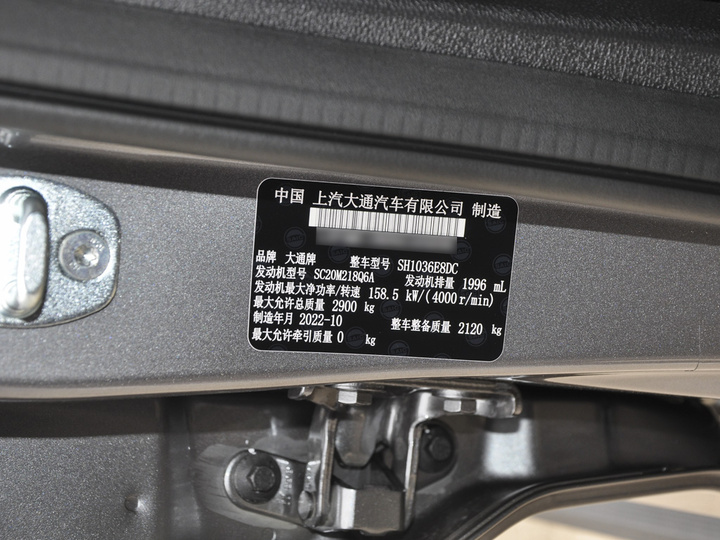 中国 上汽大通汽车有限公司 制造
品牌 大通牌 整车型号 SH1036E8DC
发动机型号 SC20M218Q6A 发动机排量 1996 mL
发动机最大净功率/转速 158.5 kW/(4000r/min)
最大允许总质量 2900 kg
制造年月 2022-10 整车整备质量 2120 kg
最大允许牵引质量 0 kg